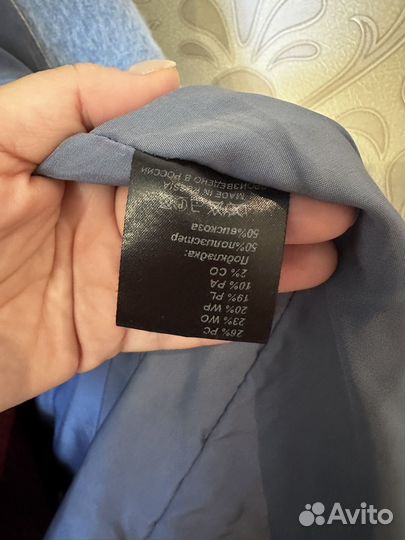 26% PC
23% WO
20% WP
19% PL
10% PA
2% CO
Подкладка:
50%полиэстер
50%вискоза
MADE IN RUSSIA
ПРОИЗВЕДЕНО В РОССИИ
Avito